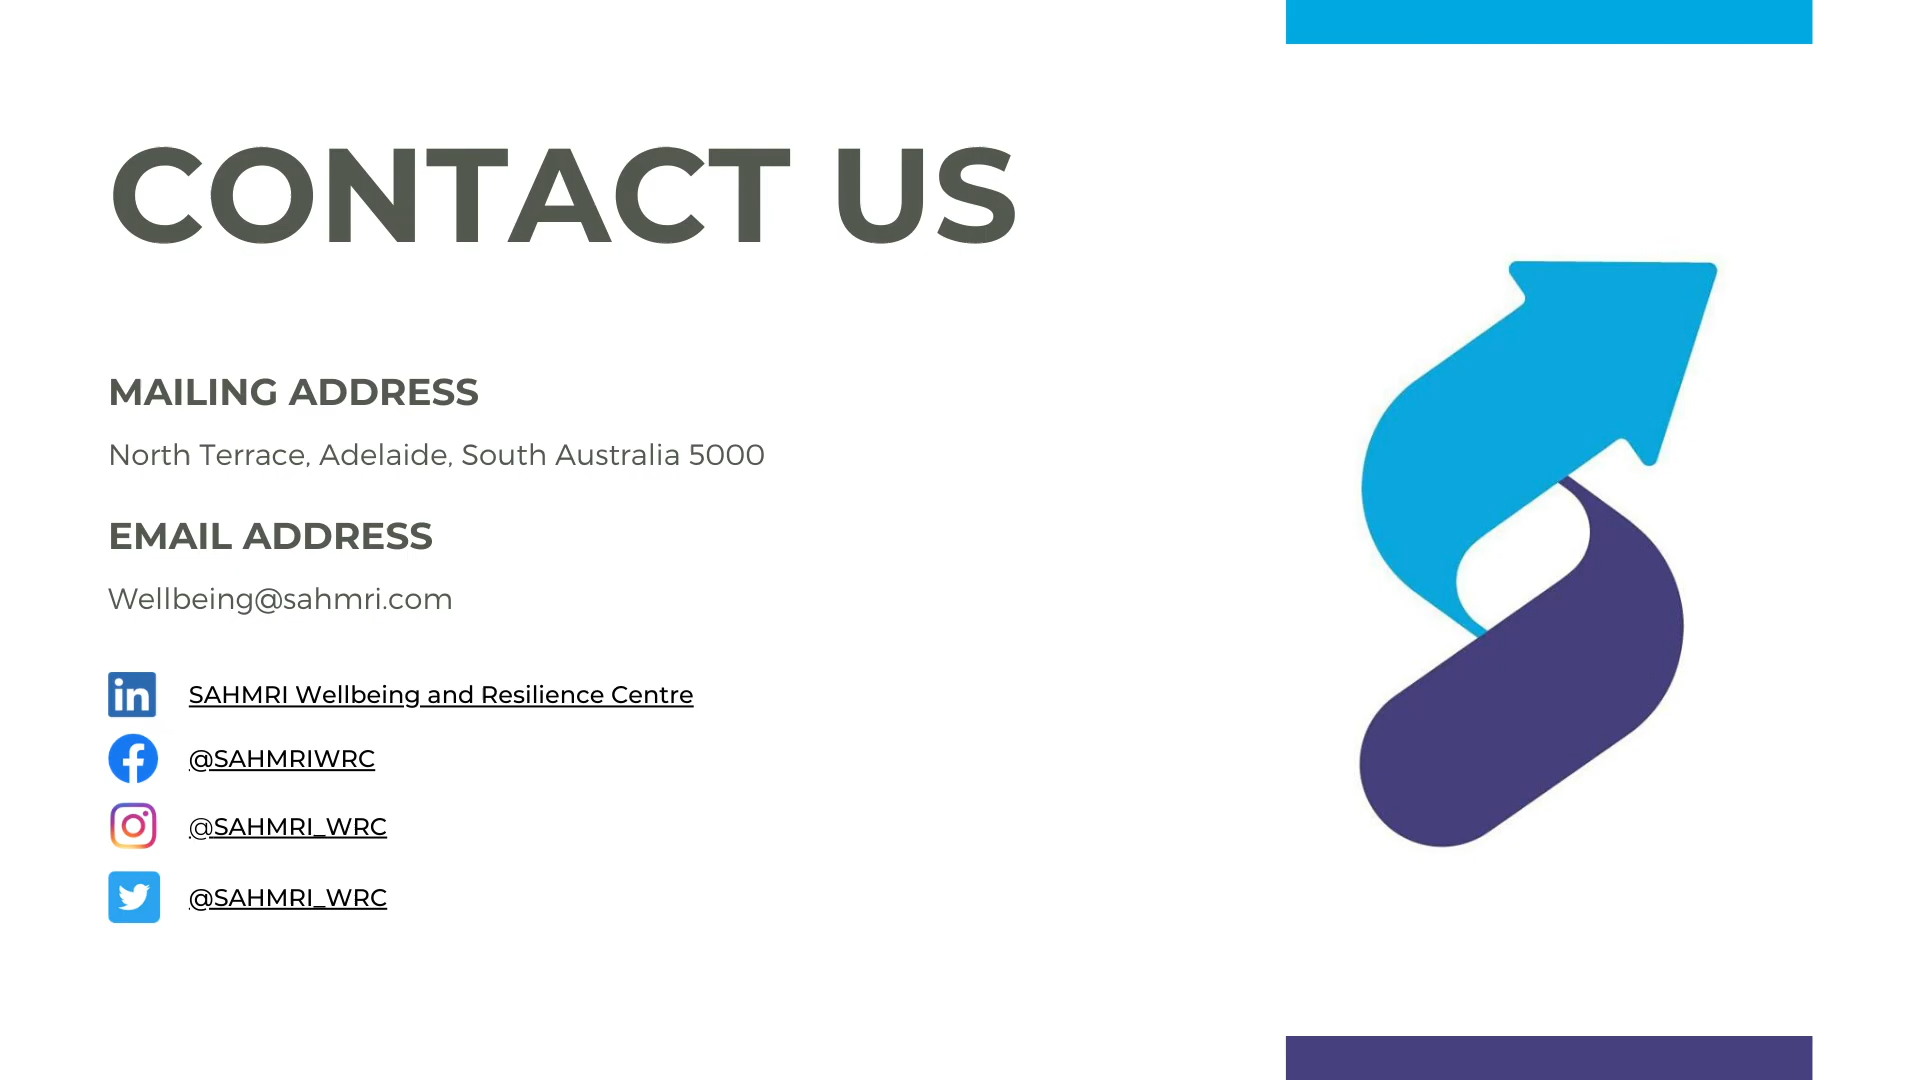 CONTACT US
MAILING ADDRESS
North Terrace, Adelaide, South Australia 5000
EMAIL ADDRESS
Wellbeing@sahmri.com
in SAHMRI Wellbeing and Resilience Centre
@SAHMRIWRC
@SAHMRI_WRC
@SAHMRI_WRC